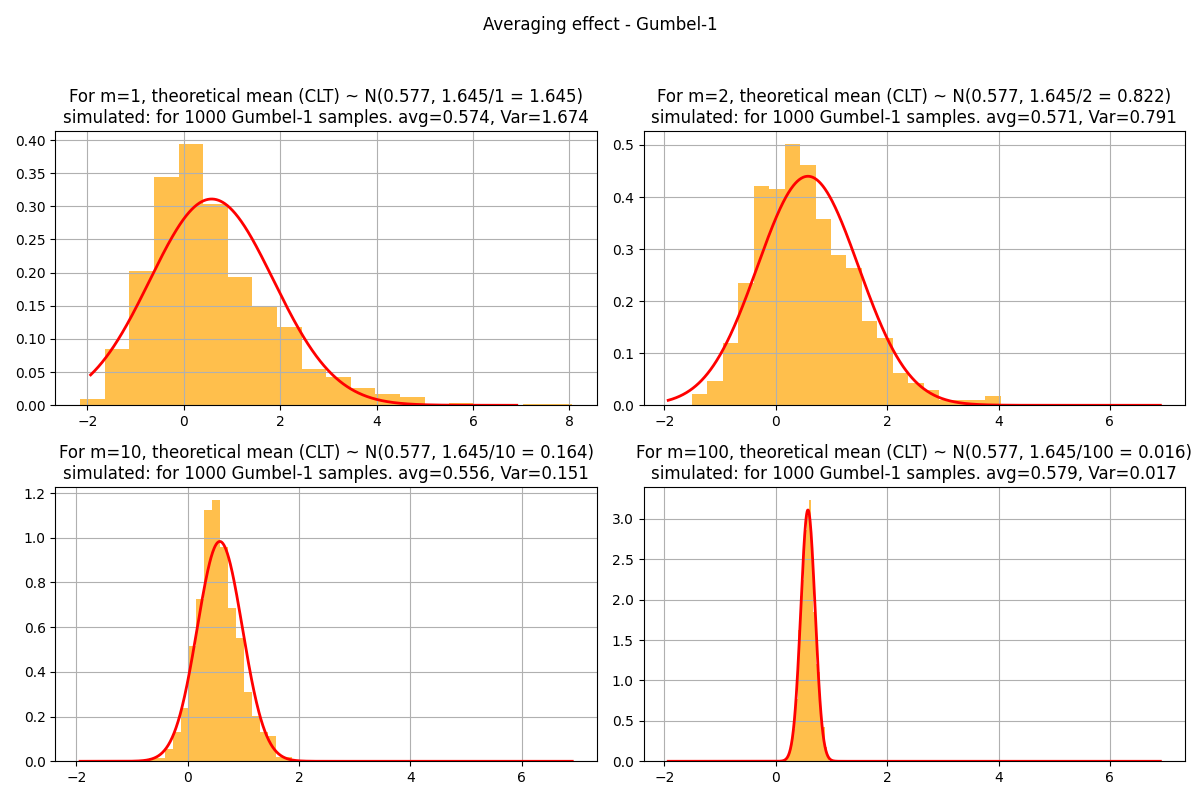 Averaging effect - Gumbel-1
For m=1, theoretical mean (CLT) ~ N(0.577, 1.645/1 = 1.645)
simulated: for 1000 Gumbel-1 samples. avg=0.574, Var=1.674
0.40
0.35
0.30
0.25
0.20
0.15
0.10
0.05
0.00
−2 0 2 4 6 8
For m=2, theoretical mean (CLT) ~ N(0.577, 1.645/2 = 0.822)
simulated: for 1000 Gumbel-1 samples. avg=0.571, Var=0.791
0.5
0.4
0.3
0.2
0.1
0.0
−2 0 2 4 6
For m=10, theoretical mean (CLT) ~ N(0.577, 1.645/10 = 0.164)
simulated: for 1000 Gumbel-1 samples. avg=0.556, Var=0.151
1.2
1.0
0.8
0.6
0.4
0.2
0.0
−2 0 2 4 6
For m=100, theoretical mean (CLT) ~ N(0.577, 1.645/100 = 0.016)
simulated: for 1000 Gumbel-1 samples. avg=0.579, Var=0.017
3.0
2.5
2.0
1.5
1.0
0.5
0.0
−2 0 2 4 6